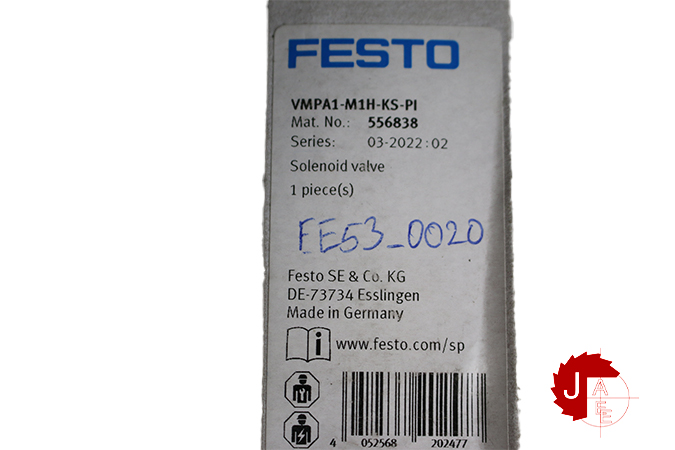 FESTO
VMPA1-M1H-KS-PI
Mat. No.: 556838
Series: 03-2022:02
Solenoid valve
1 piece(s)
FE53_0020
Festo SE & Co. KG
DE-73734 Esslingen
Made in Germany
i www.festo.com/sp
4 052568 202477
J
AEE